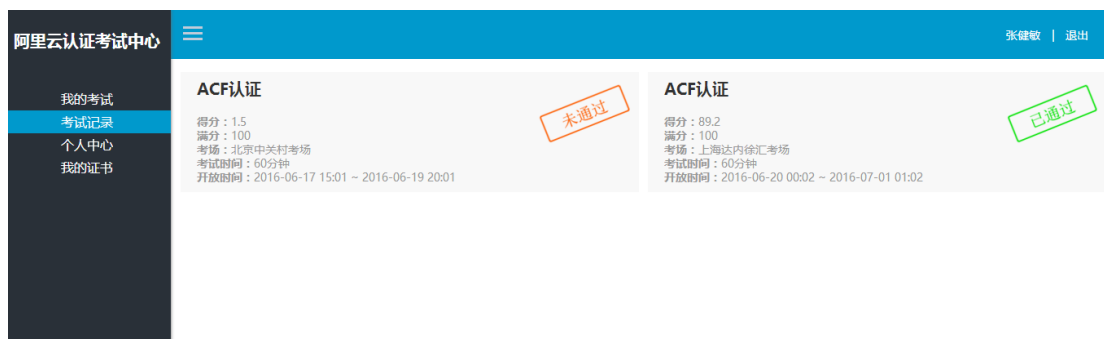 阿里云认证考试中心
张健敏 | 退出
我的考试
考试记录
个人中心
我的证书
ACF认证
未通过
得分：1.5
满分：100
考场：北京中关村考场
考试时间：60分钟
开放时间：2016-06-17 15:01 ~ 2016-06-19 20:01
ACF认证
已通过
得分：89.2
满分：100
考场：上海达内徐汇考场
考试时间：60分钟
开放时间：2016-06-20 00:02 ~ 2016-07-01 01:02